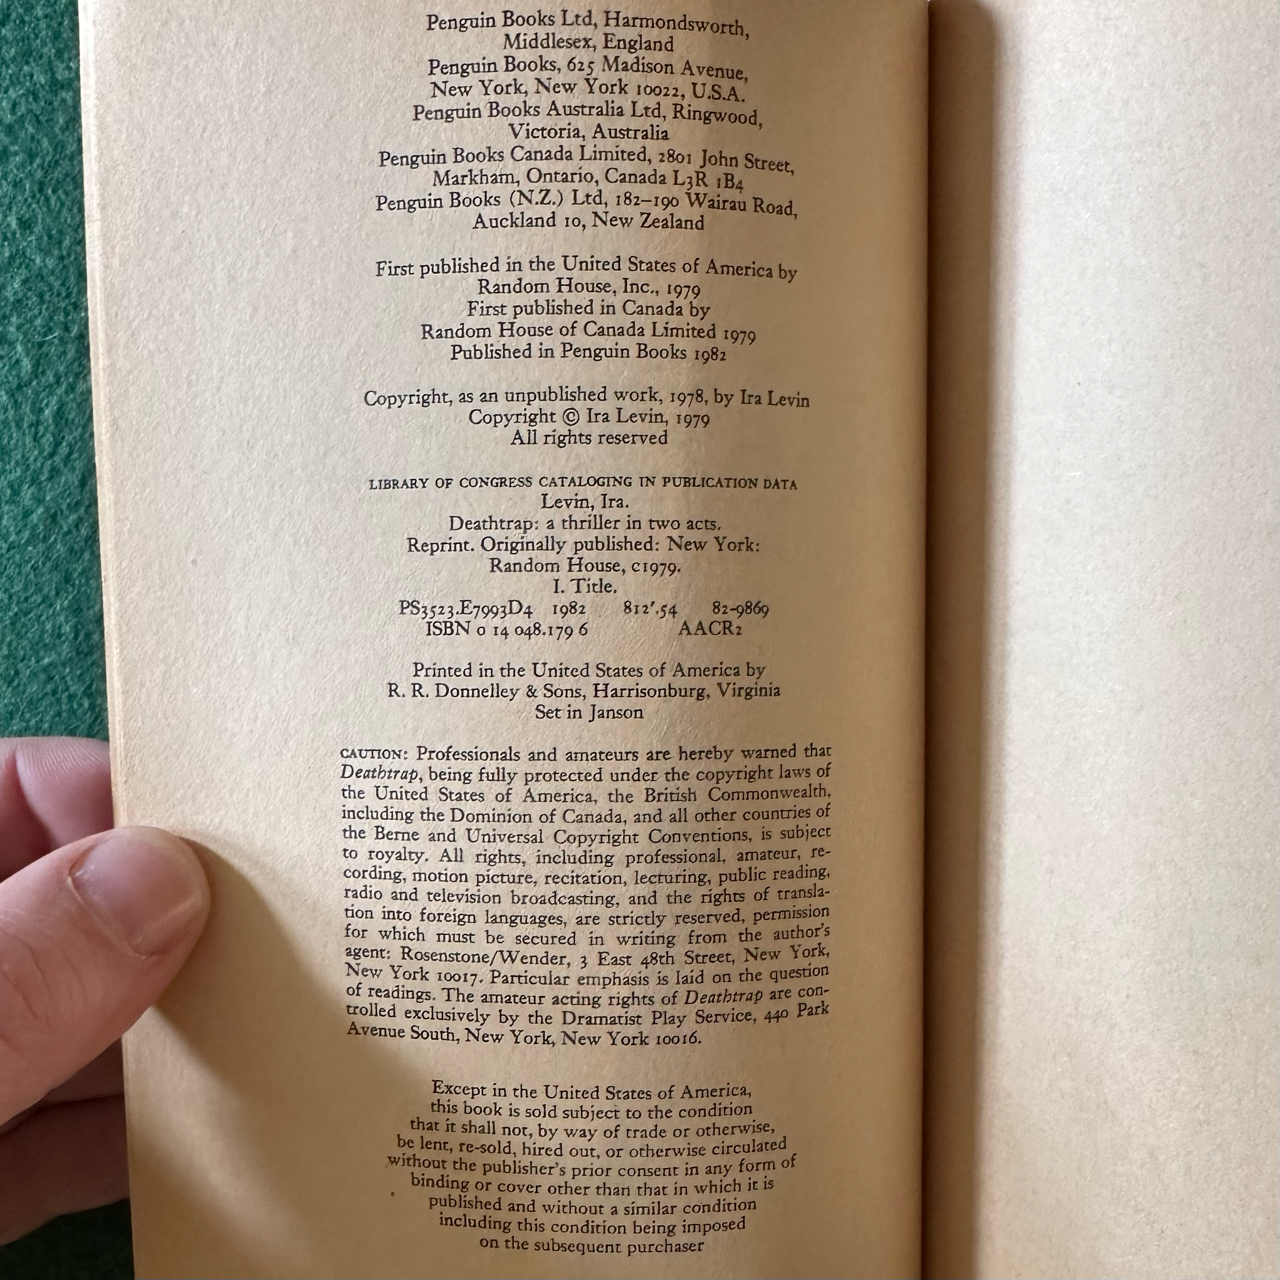 Penguin Books Ltd, Harmondsworth,
Middlesex, England
Penguin Books, 625 Madison Avenue,
New York, New York 10022, U.S.A.
Penguin Books Australia Ltd, Ringwood,
Victoria, Australia
Penguin Books Canada Limited, 2801 John Street,
Markham, Ontario, Canada L3R 1B4
Penguin Books (N.Z.) Ltd, 182–190 Wairau Road,
Auckland 10, New Zealand
First published in the United States of America by
Random House, Inc., 1979
First published in Canada by
Random House of Canada Limited 1979
Published in Penguin Books 1982
Copyright, as an unpublished work, 1978, by Ira Levin
Copyright © Ira Levin, 1979
All rights reserved
LIBRARY OF CONGRESS CATALOGING IN PUBLICATION DATA
Levin, Ira.
Deathtrap: a thriller in two acts.
Reprint. Originally published: New York:
Random House, c1979.
I. Title.
PS3523.E7993D4 1982 812'.54 82-9869
ISBN 0 14 048.179 6 AACR2
Printed in the United States of America by
R. R. Donnelley & Sons, Harrisonburg, Virginia
Set in Janson
CAUTION: Professionals and amateurs are hereby warned that
Deathtrap, being fully protected under the copyright laws of
the United States of America, the British Commonwealth,
including the Dominion of Canada, and all other countries of
the Berne and Universal Copyright Conventions, is subject
to royalty. All rights, including professional, amateur, re-
cording, motion picture, recitation, lecturing, public reading,
radio and television broadcasting, and the rights of transla-
tion into foreign languages, are strictly reserved, permission
for which must be secured in writing from the author's
agent: Rosenstone/Wender, 3 East 48th Street, New York,
New York 10017. Particular emphasis is laid on the question
of readings. The amateur acting rights of Deathtrap are con-
trolled exclusively by the Dramatist Play Service, 440 Park
Avenue South, New York, New York 10016.
Except in the United States of America,
this book is sold subject to the condition
that it shall not, by way of trade or otherwise,
be lent, re-sold, hired out, or otherwise circulated
without the publisher's prior consent in any form of
binding or cover other than that in which it is
published and without a similar condition
including this condition being imposed
on the subsequent purchaser